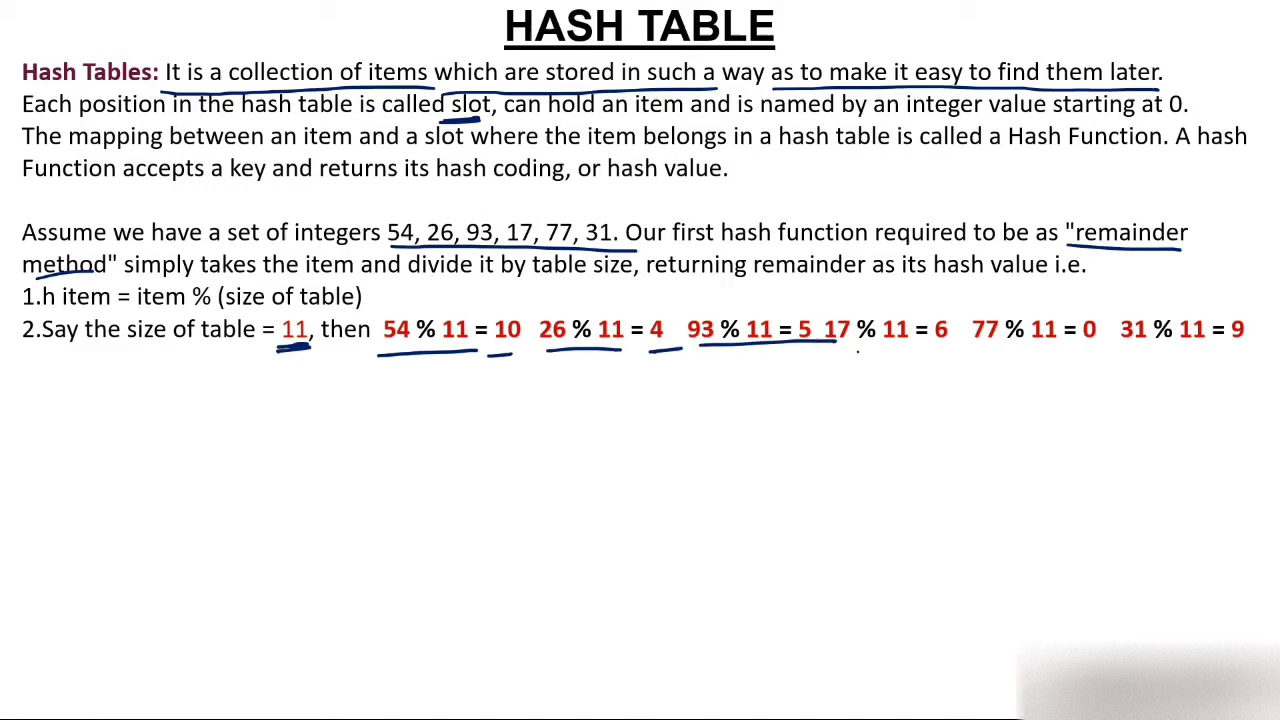 HASH TABLE
Hash Tables: It is a collection of items which are stored in such a way as to make it easy to find them later.
Each position in the hash table is called slot, can hold an item and is named by an integer value starting at 0.
The mapping between an item and a slot where the item belongs in a hash table is called a Hash Function. A hash
Function accepts a key and returns its hash coding, or hash value.
Assume we have a set of integers 54, 26, 93, 17, 77, 31. Our first hash function required to be as "remainder
method" simply takes the item and divide it by table size, returning remainder as its hash value i.e.
1.h item = item % (size of table)
2.Say the size of table = 11, then 54 % 11 = 10 26 % 11 = 4 93 % 11 = 5 17 % 11 = 6 77 % 11 = 0 31 % 11 = 9